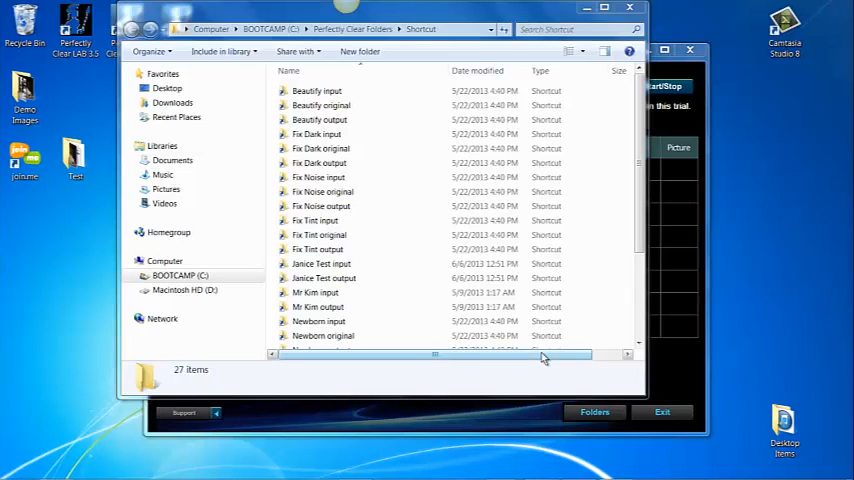 Computer ▸ BOOTCAMP (C:) ▸ Perfectly Clear Folders ▸ Shortcut
Search Shortcut
Organize
Include in library
Share with
New folder
Name
Date modified
Type
Size
Favorites
Desktop
Downloads
Recent Places
Libraries
Documents
Music
Pictures
Videos
Homegroup
Computer
BOOTCAMP (C:)
Macintosh HD (D:)
Network
Beautify input 5/22/2013 4:40 PM Shortcut
Beautify original 5/22/2013 4:40 PM Shortcut
Beautify output 5/22/2013 4:40 PM Shortcut
Fix Dark input 5/22/2013 4:40 PM Shortcut
Fix Dark original 5/22/2013 4:40 PM Shortcut
Fix Dark output 5/22/2013 4:40 PM Shortcut
Fix Noise input 5/22/2013 4:40 PM Shortcut
Fix Noise original 5/22/2013 4:40 PM Shortcut
Fix Noise output 5/22/2013 4:40 PM Shortcut
Fix Tint input 5/22/2013 4:40 PM Shortcut
Fix Tint original 5/22/2013 4:40 PM Shortcut
Fix Tint output 5/22/2013 4:40 PM Shortcut
Janice Test input 6/6/2013 12:51 PM Shortcut
Janice Test output 6/6/2013 12:51 PM Shortcut
Mr Kim input 5/9/2013 1:17 AM Shortcut
Mr Kim output 5/9/2013 1:17 AM Shortcut
Newborn input 5/22/2013 4:40 PM Shortcut
Newborn original 5/22/2013 4:40 PM Shortcut
27 items
Recycle Bin
Perfectly
Clear LAB 3.5
Demo
Images
join.me
Test
Camtasia
Studio 8
Desktop
Items
/Stop
in this trial.
Picture
Support
Folders
Exit